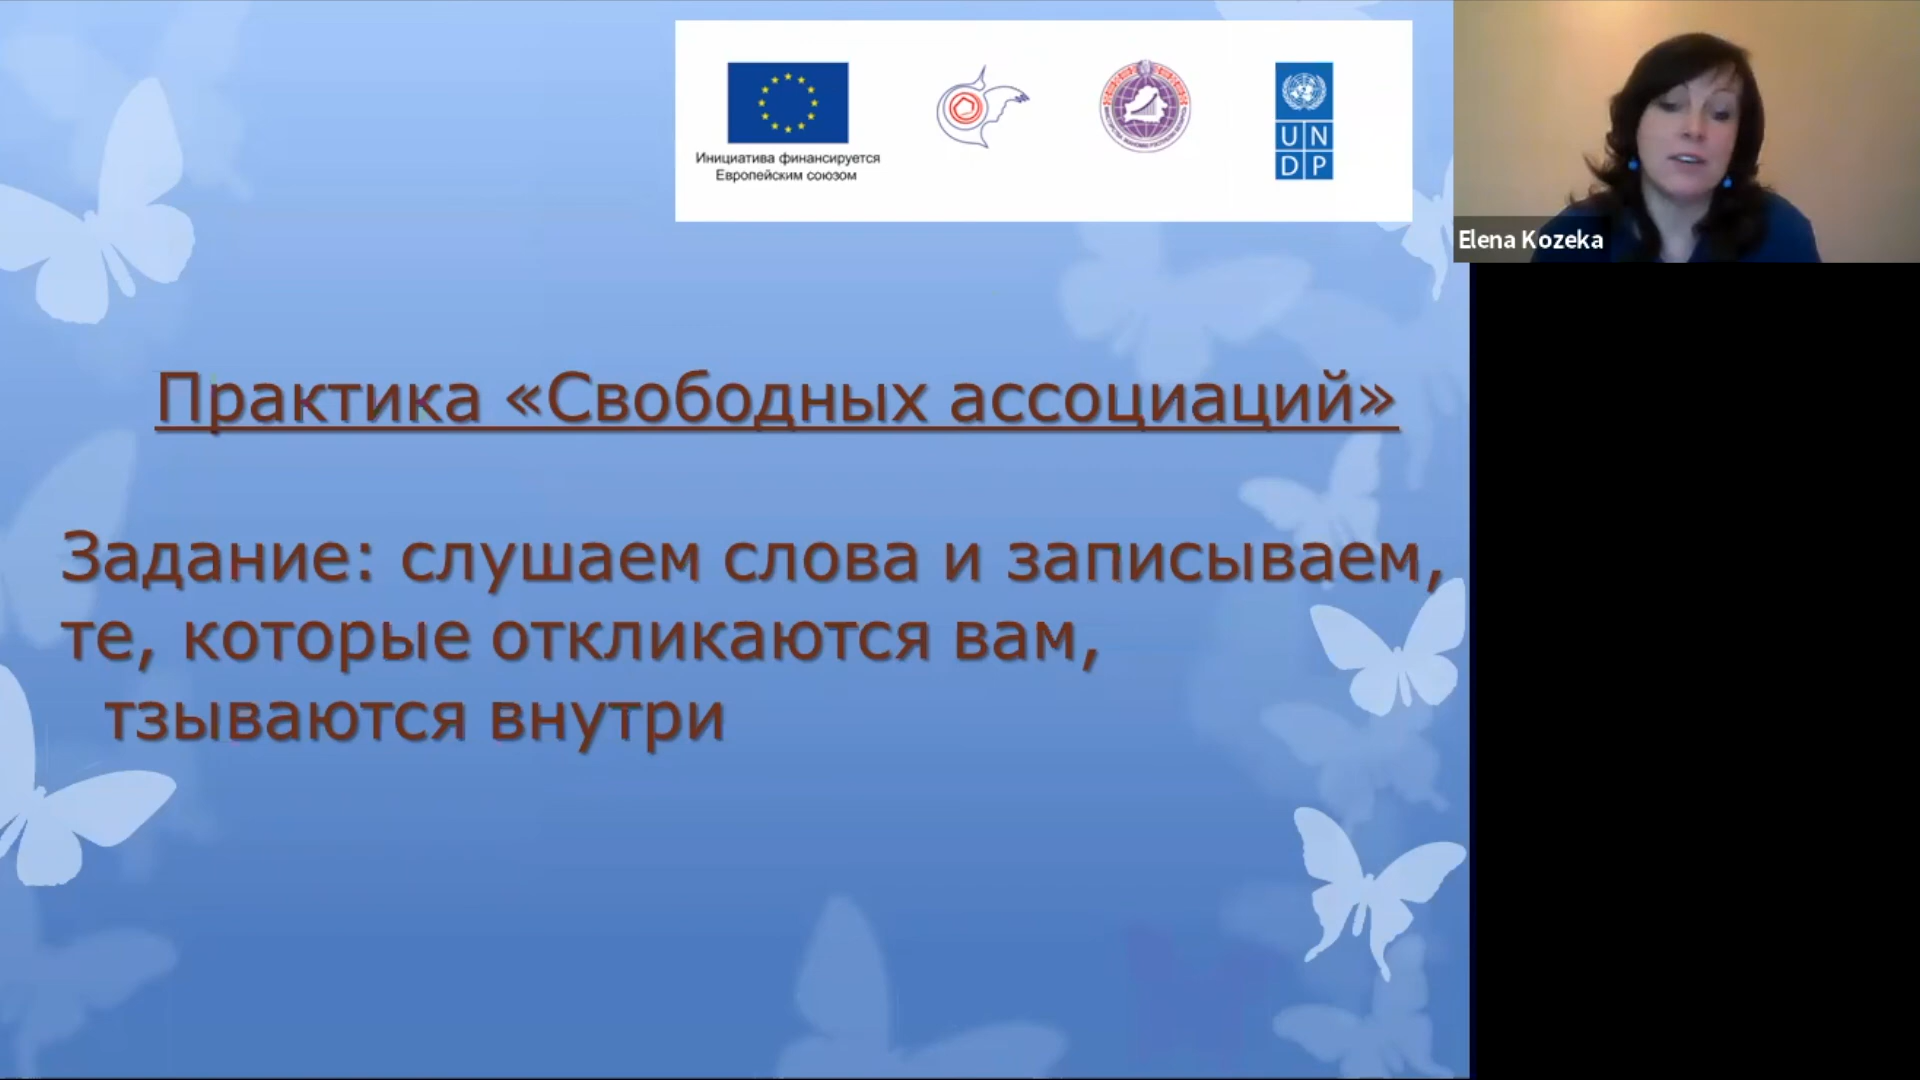 Инициатива финансируется
Европейским союзом
UN
DP
Elena Kozeka
Практика «Свободных ассоциаций»
Задание: слушаем слова и записываем,
те, которые откликаются вам,
тзываются внутри